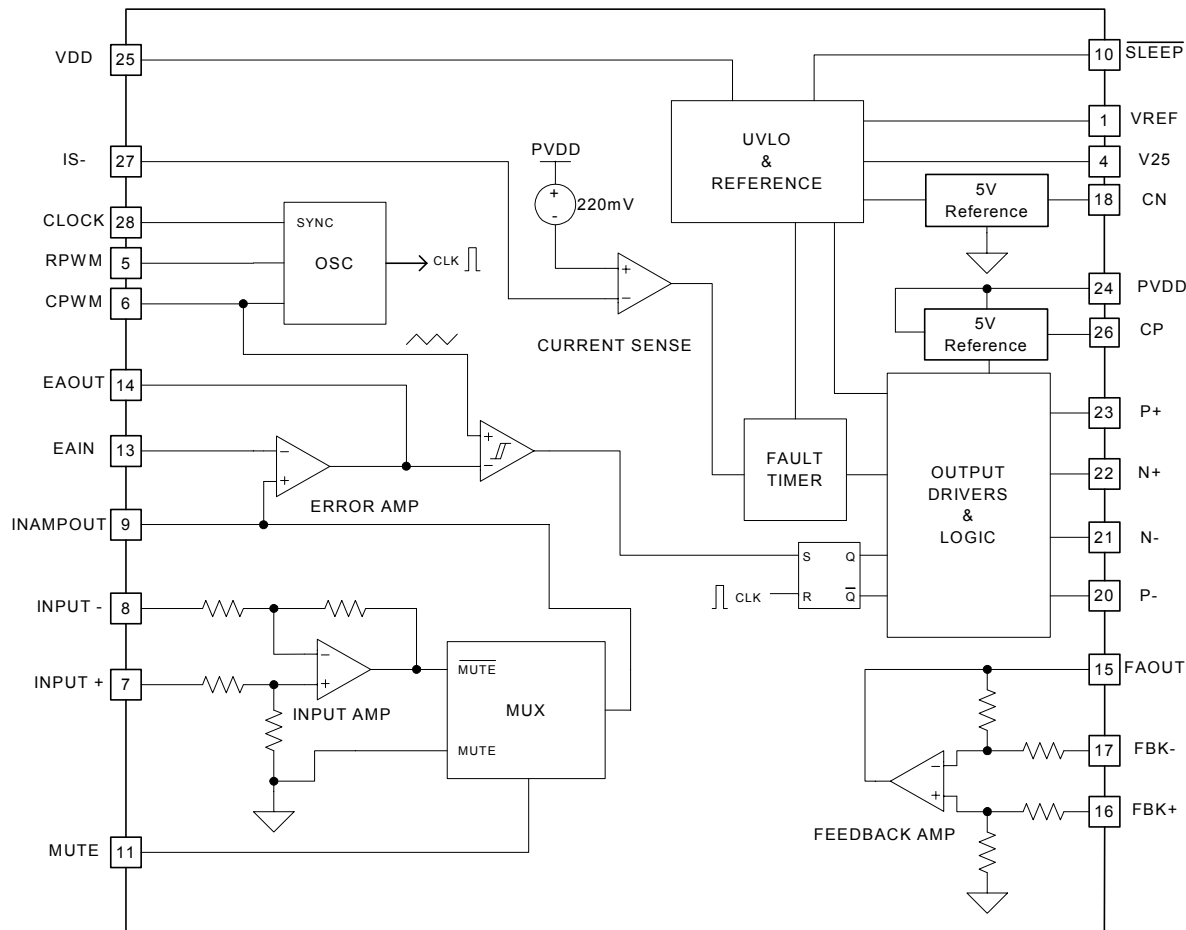 VDD 25
10 SLEEP
UVLO
&
REFERENCE
1 VREF
IS- 27
PVDD
4 V25
+
-
220mV
5V
Reference
18 CN
CLOCK 28
SYNC
RPWM 5
OSC
CLK
CPWM 6
+
−
CURRENT SENSE
24 PVDD
5V
Reference
26 CP
EAOUT 14
23 P+
EAIN 13
−
+
ERROR AMP
+
−
FAULT
TIMER
OUTPUT
DRIVERS
&
LOGIC
22 N+
INAMPOUT 9
21 N-
S Q
CLK R Q
20 P-
INPUT - 8
INPUT + 7
−
+
INPUT AMP
MUTE
MUX
MUTE
15 FAOUT
17 FBK-
−
+
16 FBK+
FEEDBACK AMP
MUTE 11